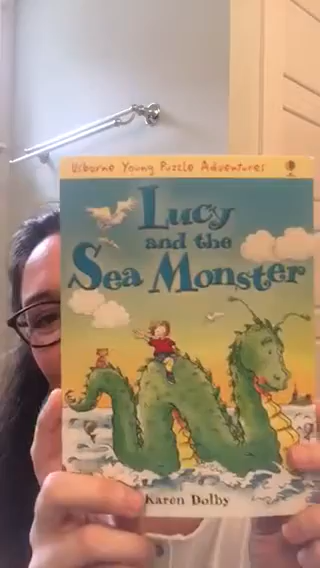 Usborne Young Puzzle Adventures
Lucy
and the
Sea Monster
Karen Dolby